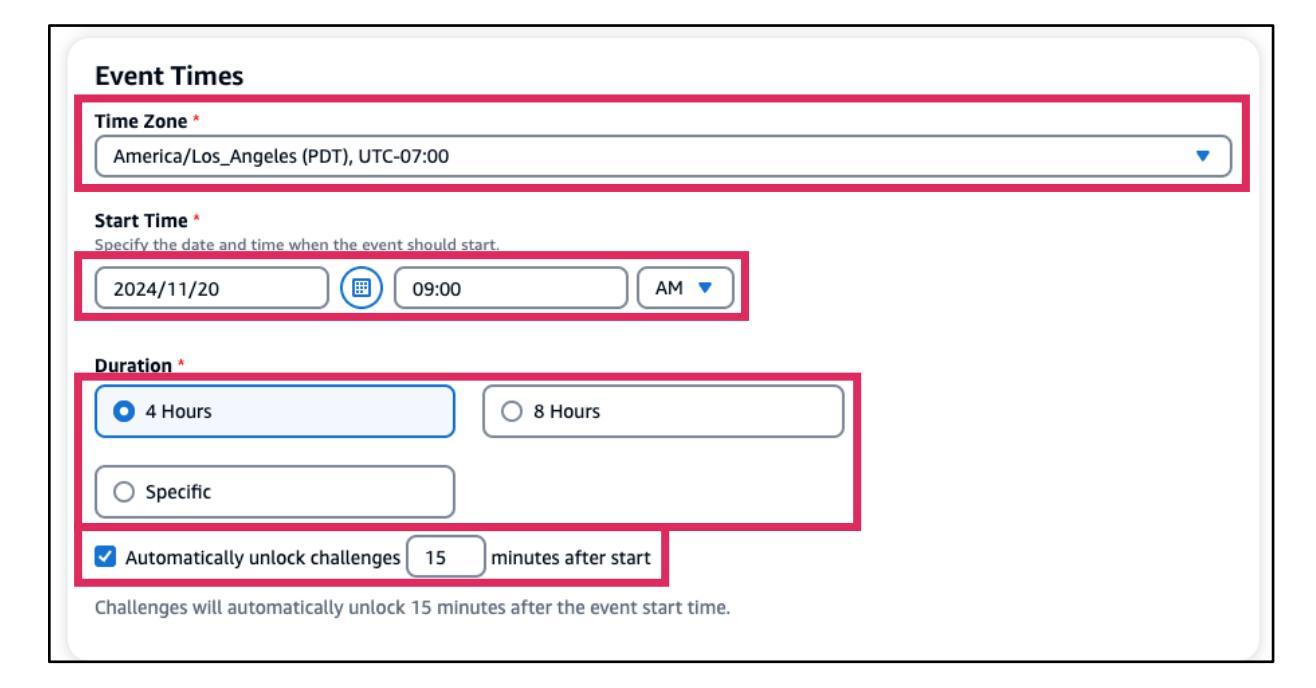 Event Times
Time Zone *
America/Los_Angeles (PDT), UTC-07:00
Start Time *
Specify the date and time when the event should start.
2024/11/20 09:00 AM
Duration *
4 Hours 8 Hours
Specific
Automatically unlock challenges 15 minutes after start
Challenges will automatically unlock 15 minutes after the event start time.